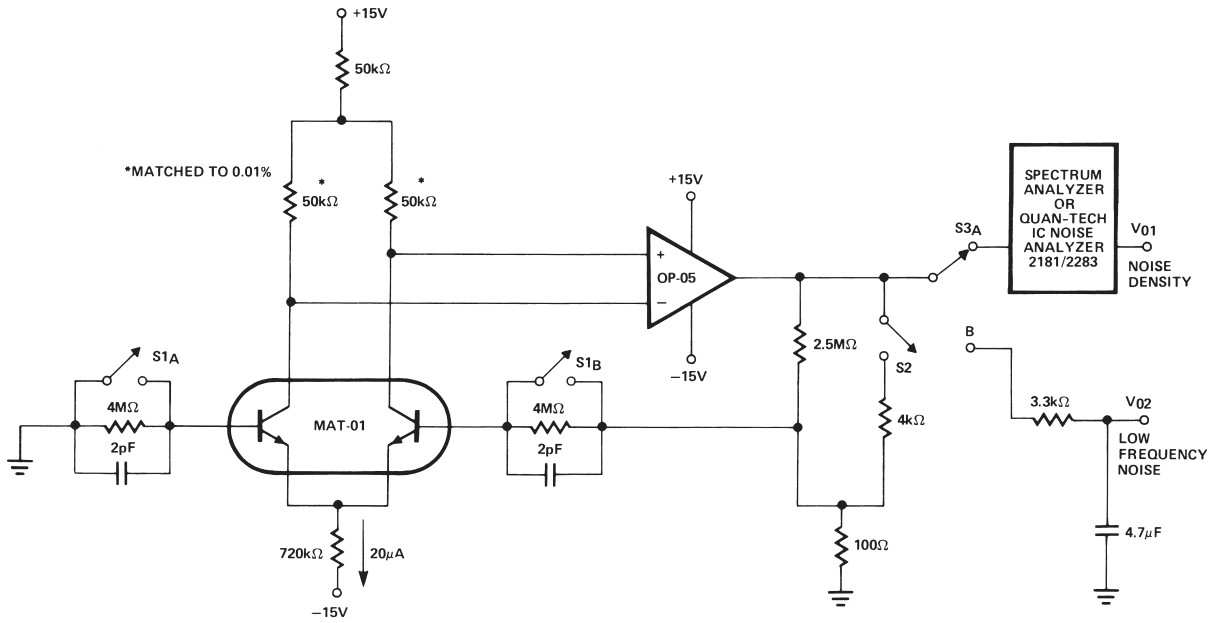 +15V
50kΩ
*MATCHED TO 0.01%
*
50kΩ
*
50kΩ
+15V
+
OP-05
−
−15V
S3A
SPECTRUM
ANALYZER
OR
QUAN-TECH
IC NOISE
ANALYZER
2181/2283
V01
NOISE
DENSITY
S1A
4MΩ
2pF
MAT-01
S1B
4MΩ
2pF
2.5MΩ
S2
4kΩ
B
3.3kΩ
V02
LOW
FREQUENCY
NOISE
720kΩ
20μA
−15V
100Ω
4.7μF